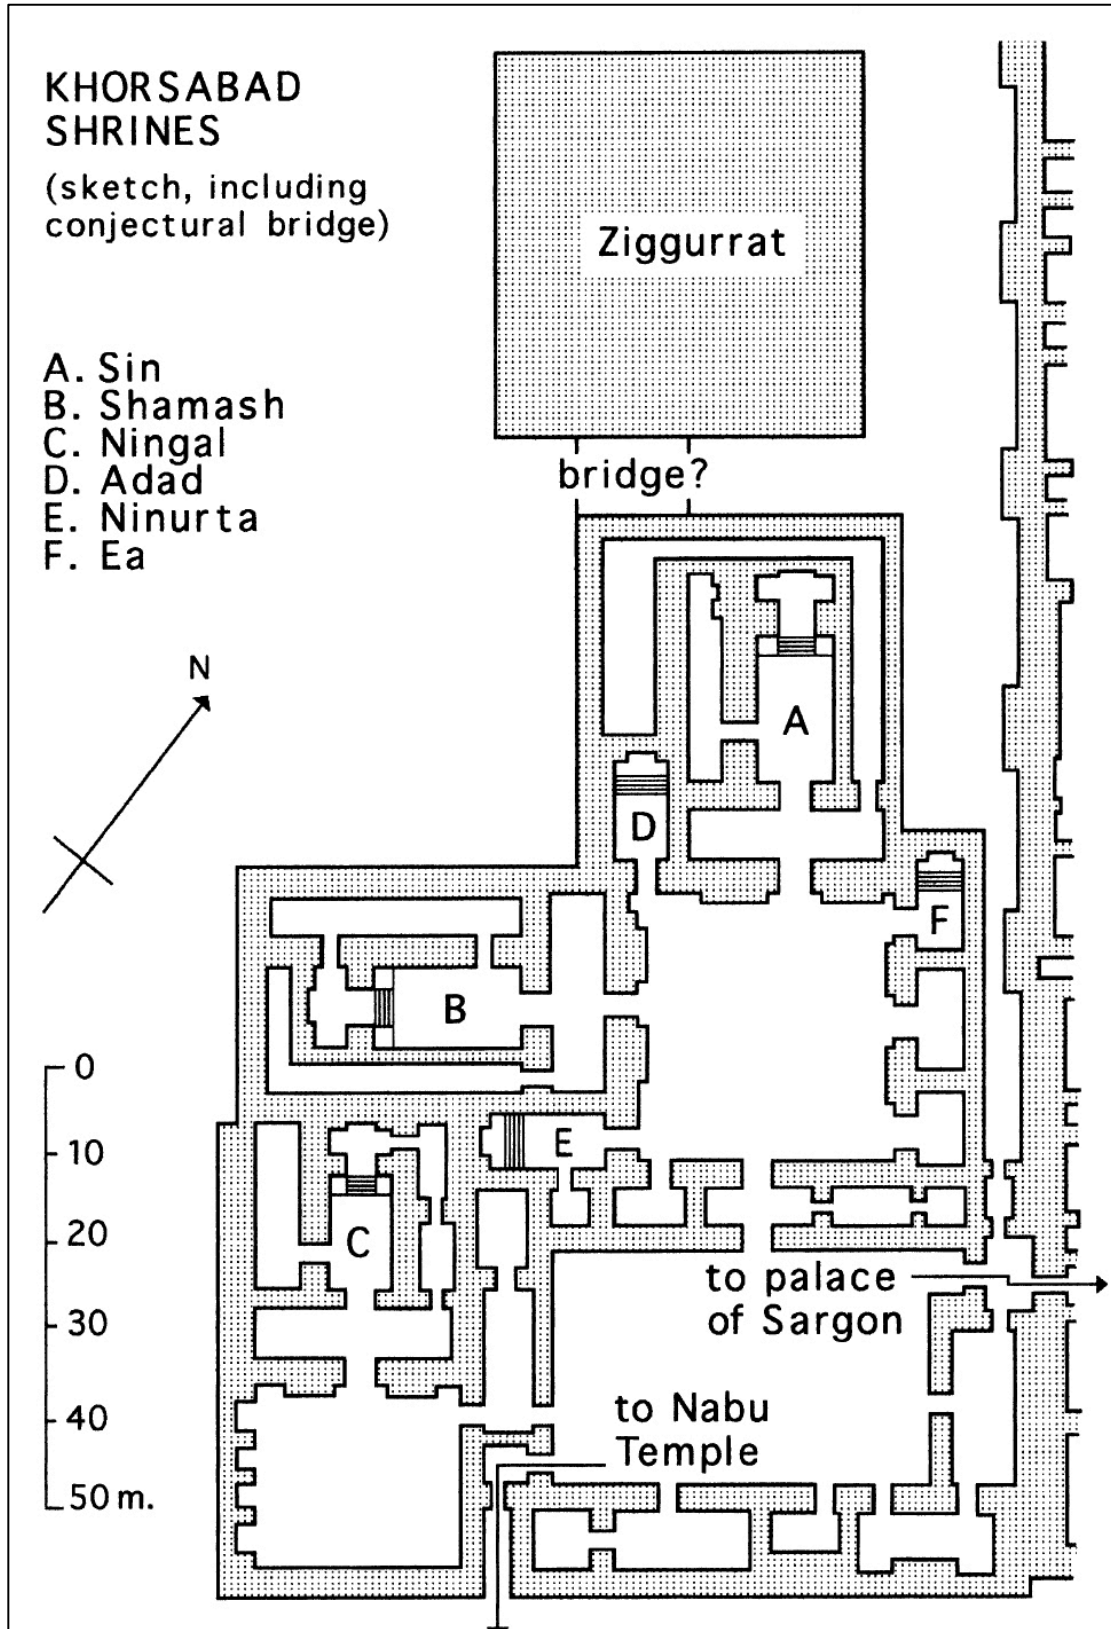 KHORSABAD
SHRINES
(sketch, including
conjectural bridge)
Ziggurrat
A. Sin
B. Shamash
C. Ningal
D. Adad
E. Ninurta
F. Ea
bridge?
N
A
D
F
B
0
10
E
20
C
to palace
of Sargon
30
to Nabu
Temple
40
50 m.